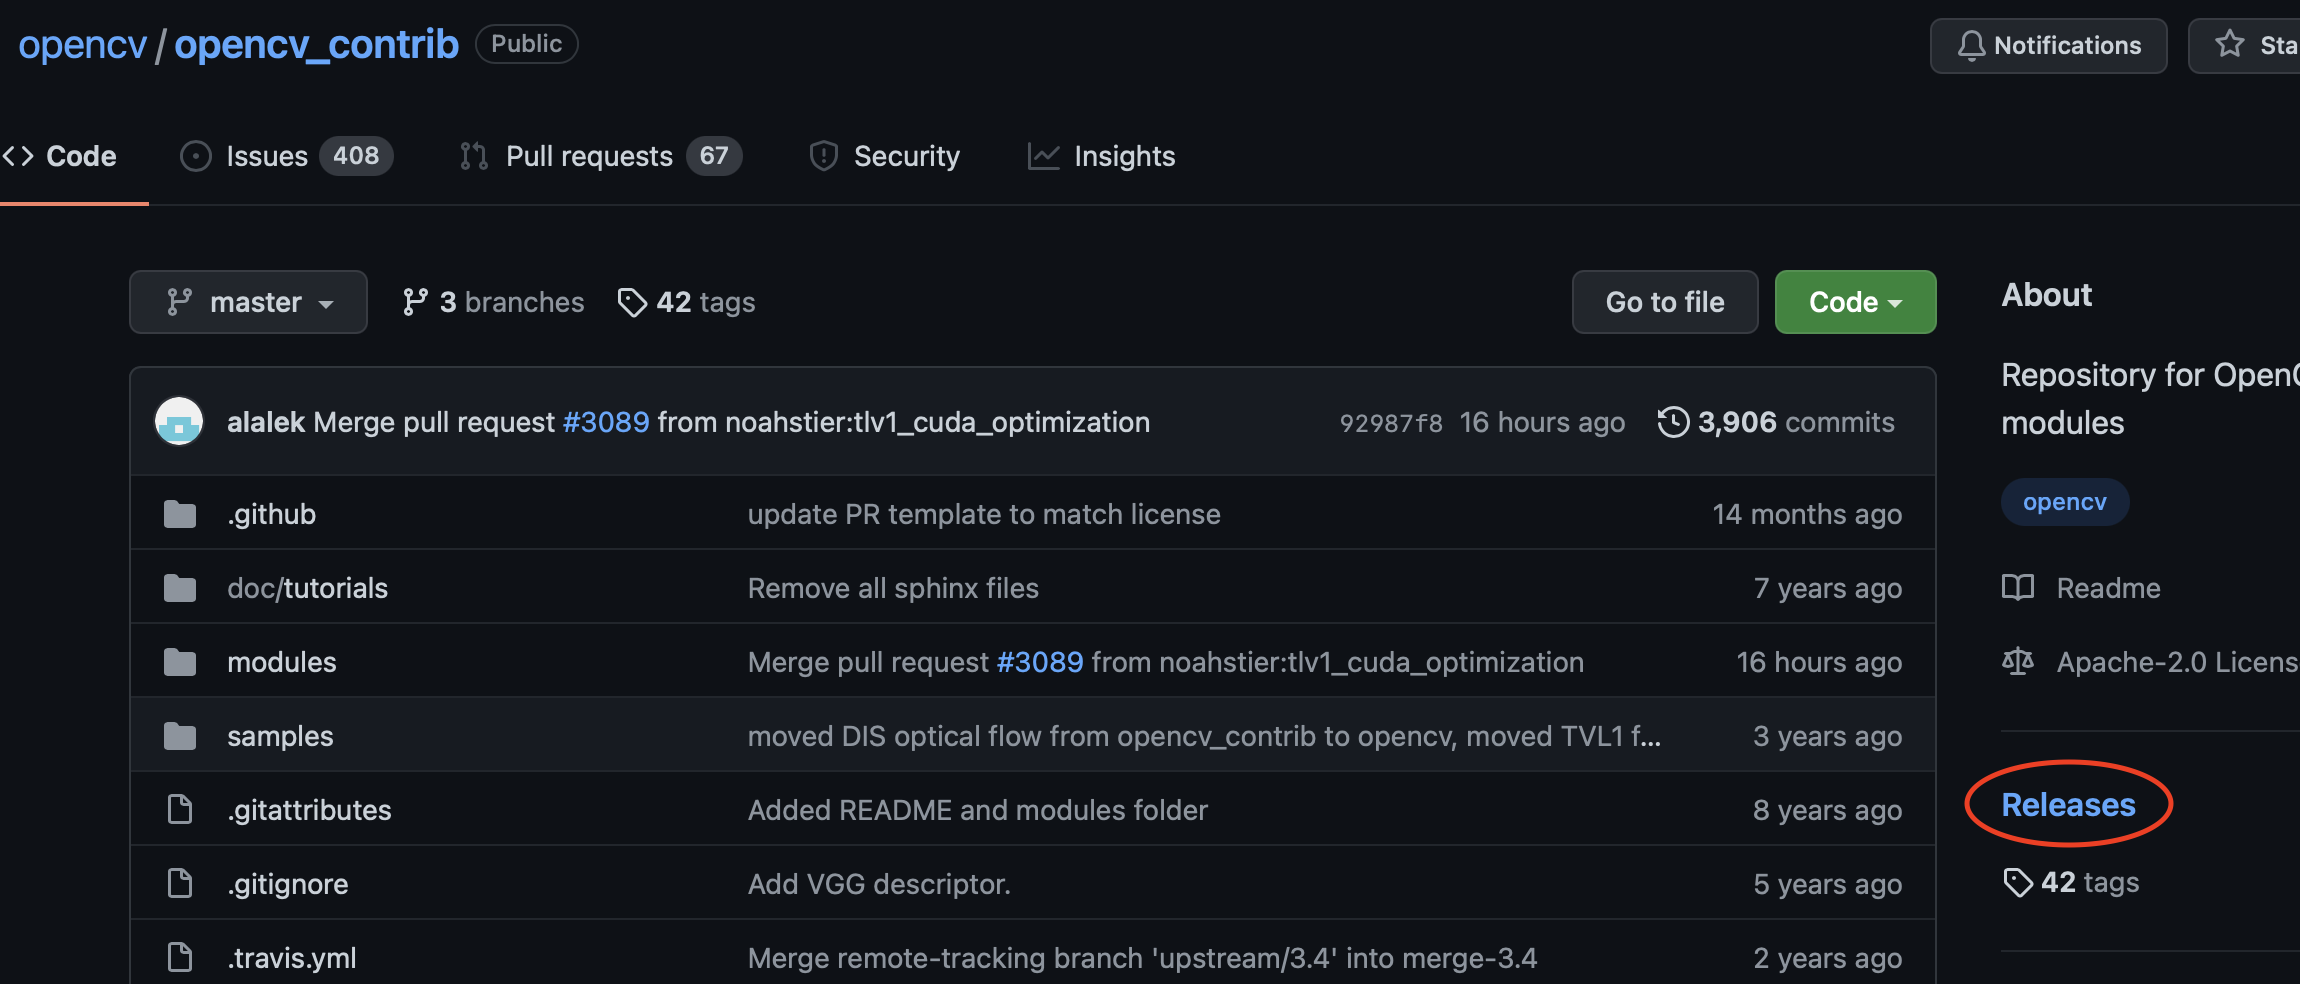 opencv / opencv_contrib Public
Notifications
Sta
Code
Issues 408
Pull requests 67
Security
Insights
master
3 branches
42 tags
Go to file
Code
alalek Merge pull request #3089 from noahstier:tlv1_cuda_optimization
92987f8 16 hours ago
3,906 commits
.github
update PR template to match license
14 months ago
doc/tutorials
Remove all sphinx files
7 years ago
modules
Merge pull request #3089 from noahstier:tlv1_cuda_optimization
16 hours ago
samples
moved DIS optical flow from opencv_contrib to opencv, moved TVL1 f...
3 years ago
.gitattributes
Added README and modules folder
8 years ago
.gitignore
Add VGG descriptor.
5 years ago
.travis.yml
Merge remote-tracking branch 'upstream/3.4' into merge-3.4
2 years ago
About
Repository for OpenC
modules
opencv
Readme
Apache-2.0 Licens
Releases
42 tags